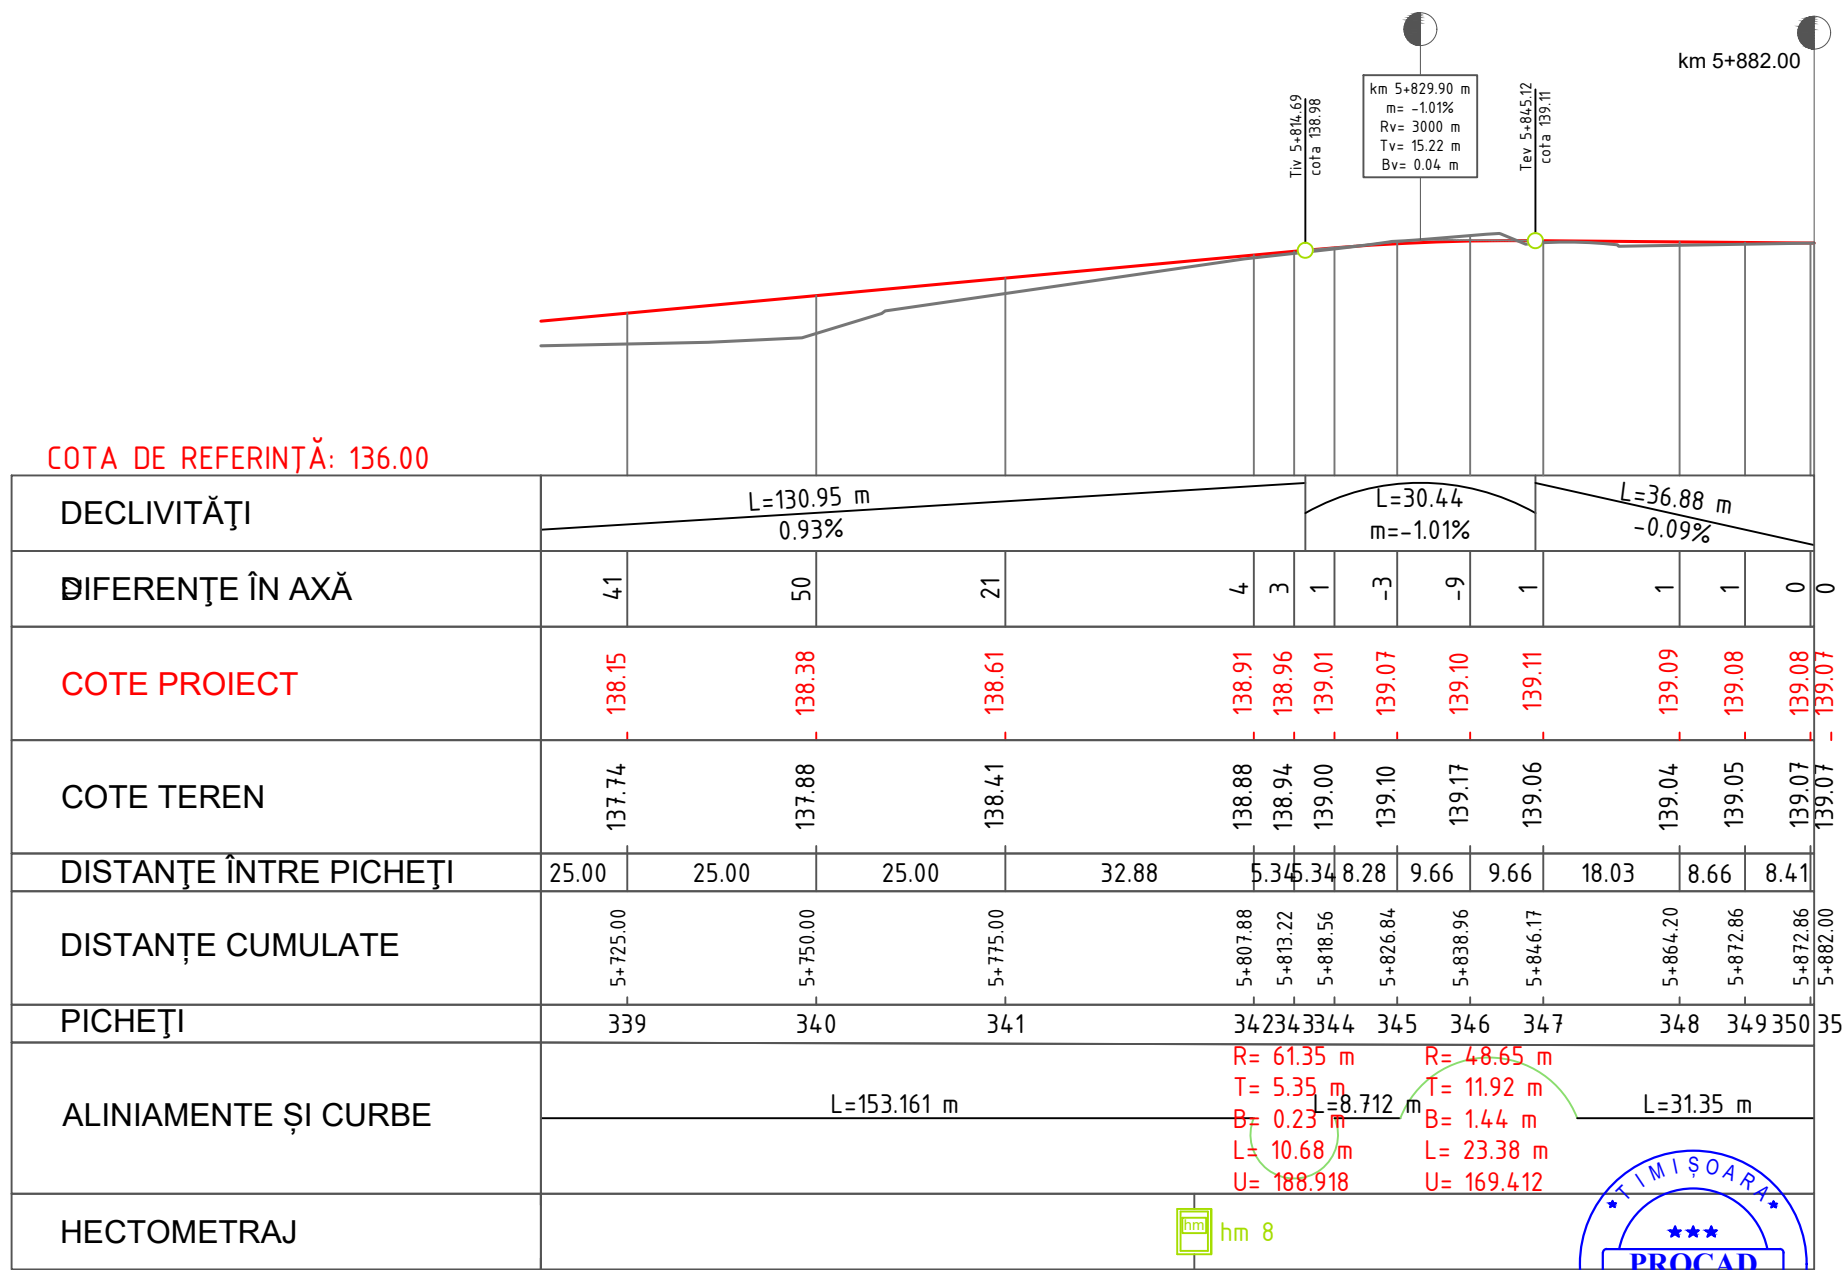 km 5+882.00
km 5+829.90 m
m= -1.01%
Rv= 3000 m
Tv= 15.22 m
Bv= 0.04 m
Tiv 5+814.69
cota 138.98
Tev 5+845.12
cota 139.11
COTA DE REFERINȚĂ: 136.00
DECLIVITĂŢI
L=130.95 m
0.93%
L=30.44
m=-1.01%
L=36.88 m
-0.09%
DIFERENŢE ÎN AXĂ
41 50 21 4 3 1 -3 -9 1 1 1 0 0
COTE PROIECT
138.15 138.38 138.61 138.91 138.96 139.01 139.07 139.10 139.11 139.09 139.08 139.08 139.07
COTE TEREN
137.74 137.88 138.41 138.88 138.94 139.00 139.10 139.17 139.06 139.04 139.05 139.07 139.07
DISTANŢE ÎNTRE PICHEŢI
25.00 25.00 25.00 32.88 5.34 5.34 8.28 9.66 9.66 18.03 8.66 8.41
DISTANȚE CUMULATE
5+725.00 5+750.00 5+775.00 5+807.88 5+813.22 5+818.56 5+826.84 5+838.96 5+846.17 5+864.20 5+872.86 5+872.86 5+882.00
PICHEŢI
339 340 341 342 343 344 345 346 347 348 349 350 35
ALINIAMENTE ȘI CURBE
L=153.161 m
R= 61.35 m
T= 5.35 m
B= 0.23 m
L= 10.68 m
U= 188.918
L=8.712 m
R= 48.65 m
T= 11.92 m
B= 1.44 m
L= 23.38 m
U= 169.412
L=31.35 m
HECTOMETRAJ
hm
hm 8
TIMIȘOARA
PROCAD